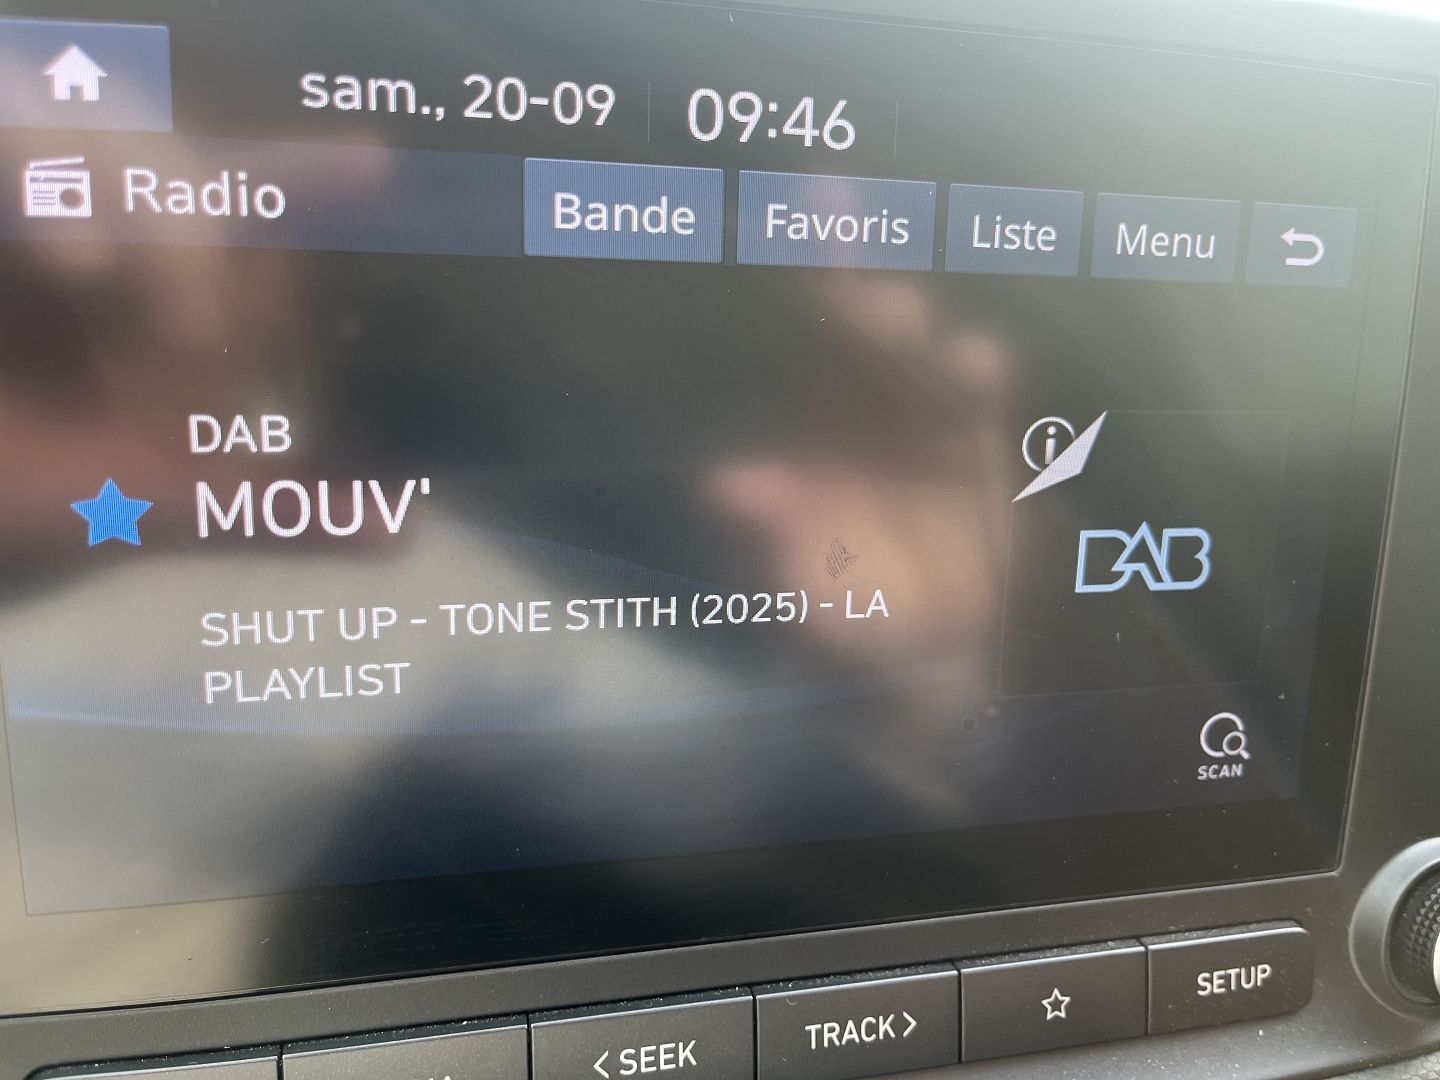 sam., 20-09 09:46
Radio Bande Favoris Liste Menu
DAB
MOUV'
SHUT UP - TONE STITH (2025) - LA
PLAYLIST
i
DAB
SCAN
< SEEK TRACK > SETUP